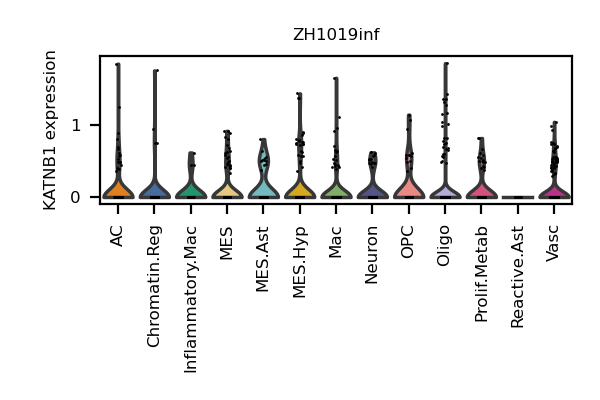 ZH1019inf
KATNB1 expression
1
0
AC
Chromatin.Reg
Inflammatory.Mac
MES
MES.Ast
MES.Hyp
Mac
Neuron
OPC
Oligo
Prolif.Metab
Reactive.Ast
Vasc